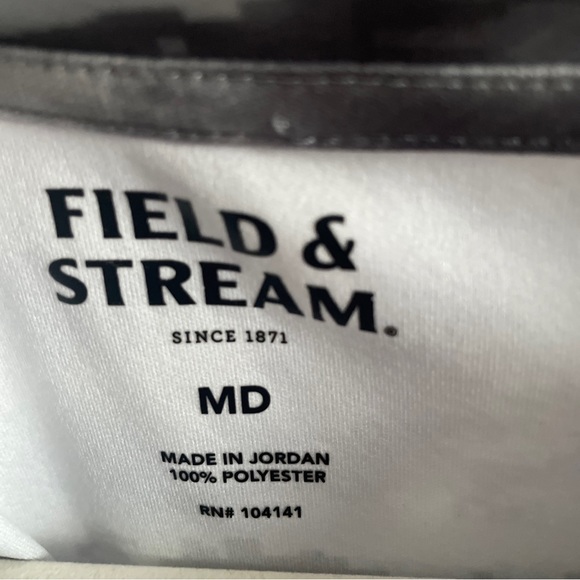 FIELD &
STREAM®
SINCE 1871
MD
MADE IN JORDAN
100% POLYESTER
RN# 104141